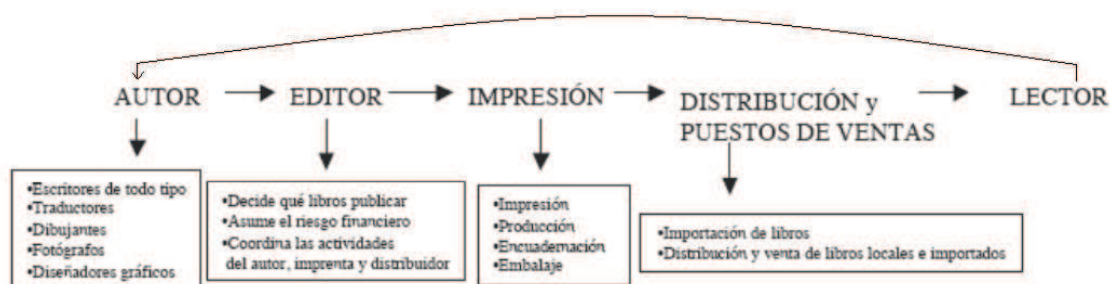 AUTOR
EDITOR
IMPRESIÓN
DISTRIBUCIÓN y
PUESTOS DE VENTAS
LECTOR
•Escritores de todo tipo
•Traductores
•Dibujantes
•Fotógrafos
•Diseñadores gráficos
•Decide qué libros publicar
•Asume el riesgo financiero
•Coordina las actividades
del autor, imprenta y distribuidor
•Impresión
•Producción
•Encuadernación
•Embalaje
•Importación de libros
•Distribución y venta de libros locales e importados